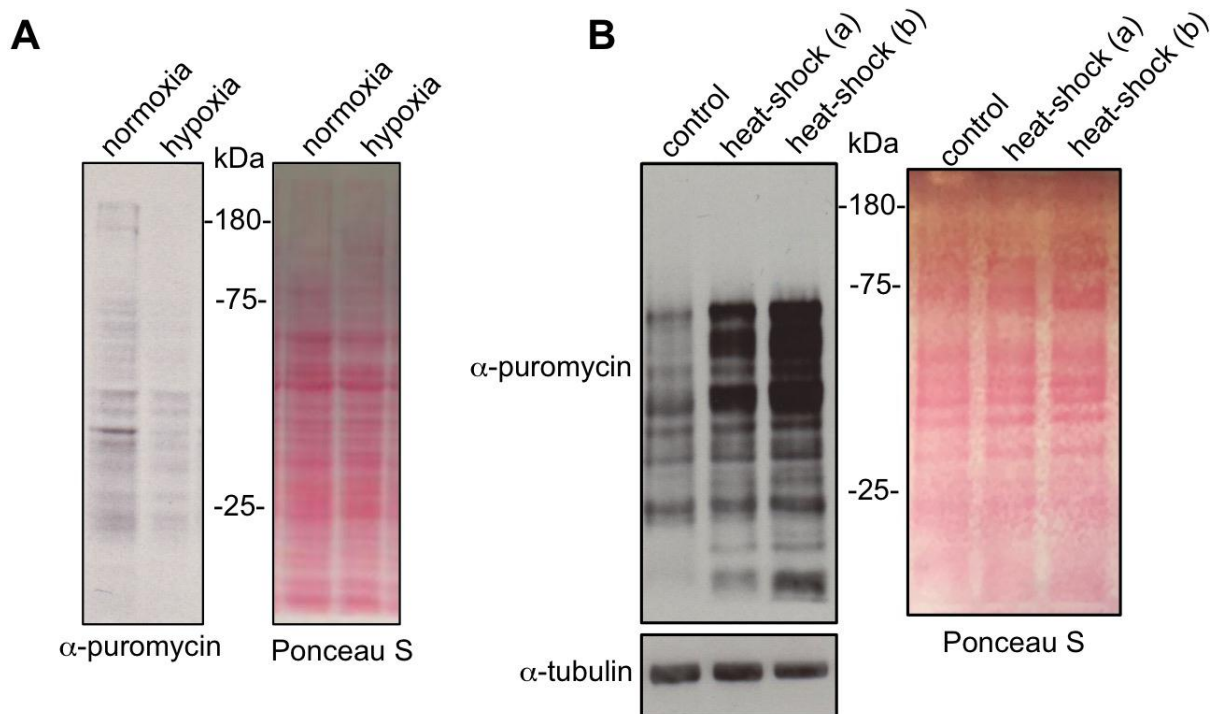 A
normoxia
hypoxia
kDa
normoxia
hypoxia
-180-
-75-
-25-
α-puromycin
Ponceau S
B
control
heat-shock (a)
heat-shock (b)
kDa
control
heat-shock (a)
heat-shock (b)
-180-
-75-
α-puromycin
-25-
Ponceau S
α-tubulin